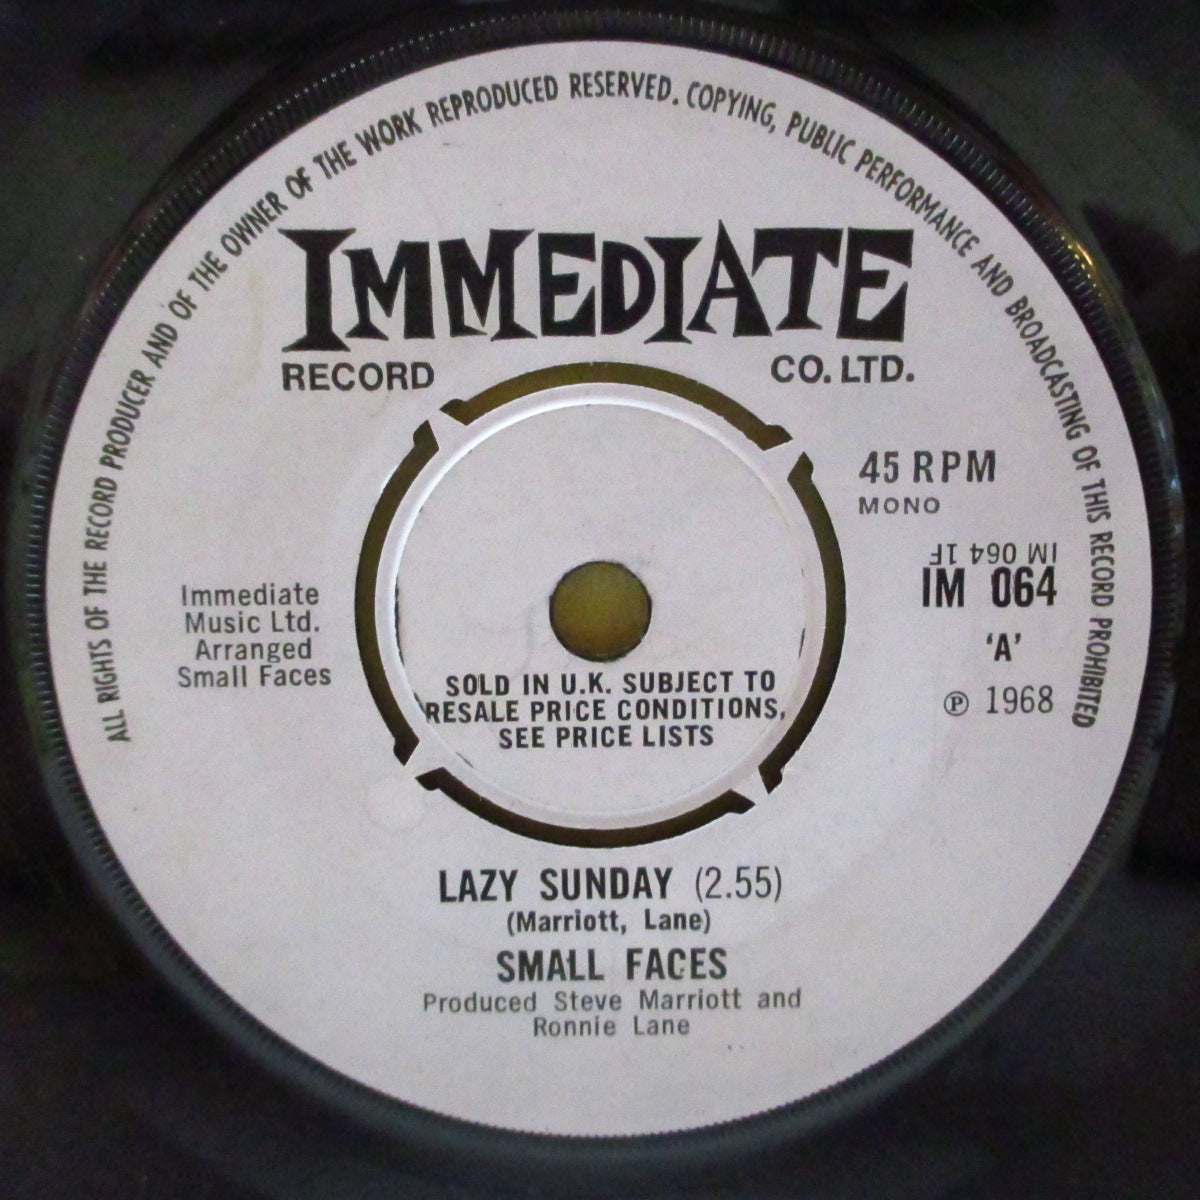 ALL RIGHTS OF THE RECORD PRODUCER AND OF THE OWNER OF THE WORK REPRODUCED RESERVED. COPYING, PUBLIC PERFORMANCE AND BROADCASTING OF THIS RECORD PROHIBITED
IMMEDIATE
RECORD CO. LTD.
45 RPM
MONO
IM 064 1F
IM 064
'A'
℗ 1968
Immediate
Music Ltd.
Arranged
Small Faces
SOLD IN U.K. SUBJECT TO
RESALE PRICE CONDITIONS,
SEE PRICE LISTS
LAZY SUNDAY (2.55)
(Marriott, Lane)
SMALL FACES
Produced Steve Marriott and
Ronnie Lane